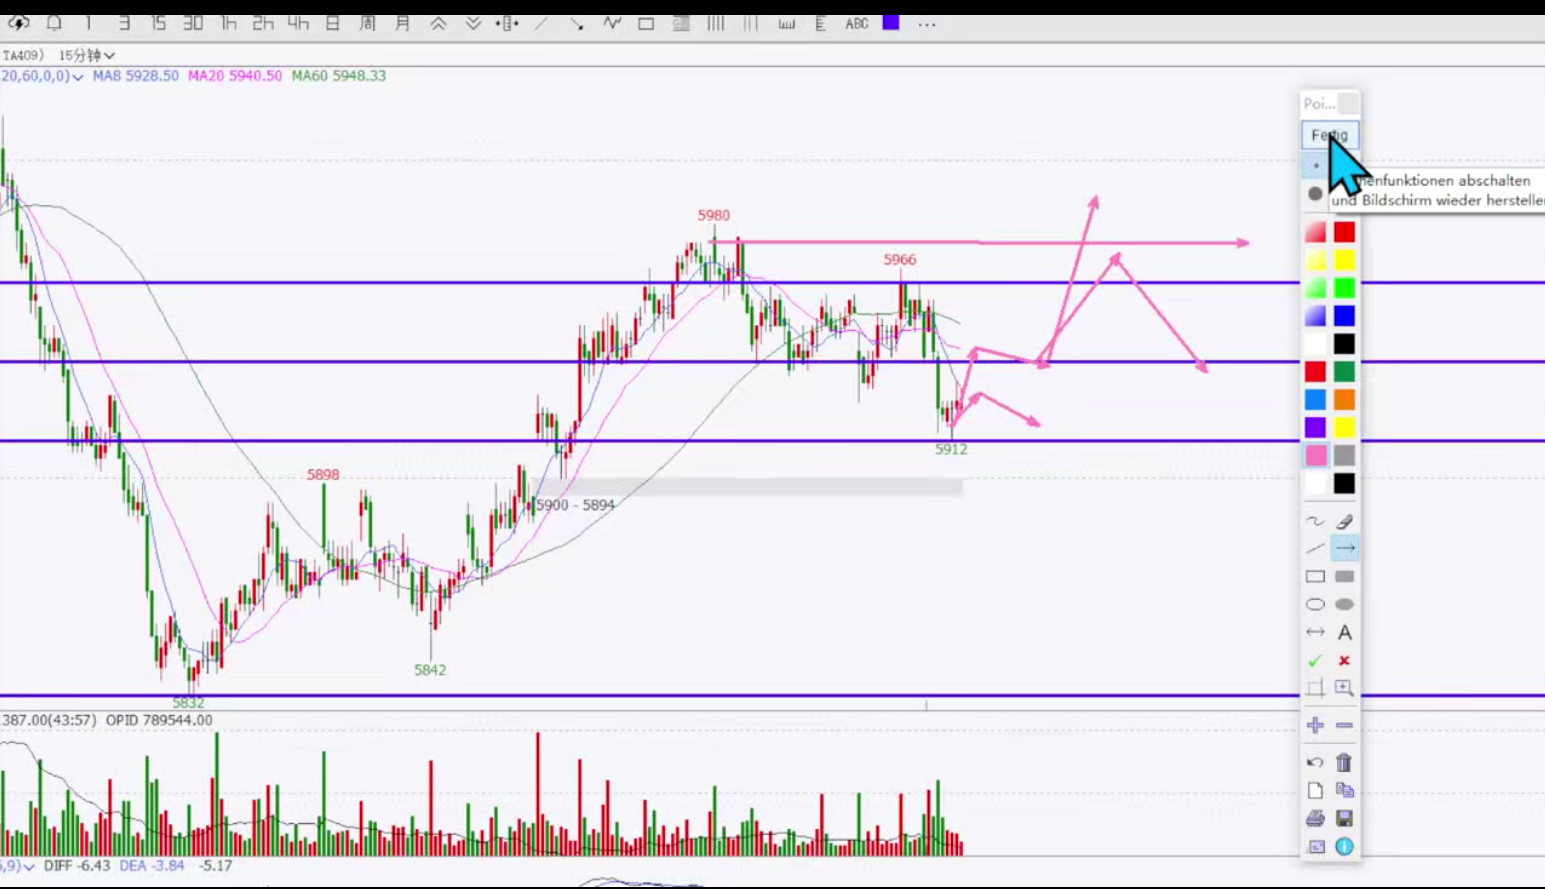 1 3 15 30 1h 2h 4h 日 周 月 ABC ...
TA409） 15分钟
20,60,0,0) MA8 5928.50 MA20 5940.50 MA60 5948.33
Poi...
Fertig
enfunktionen abschalten
und Bildschirm wieder herstelle
5980
5966
5912
5898
5900 - 5894
5842
5832
387.00(43:57) OPID 789544.00
,9) DIFF -6.43 DEA -3.84 -5.17
A